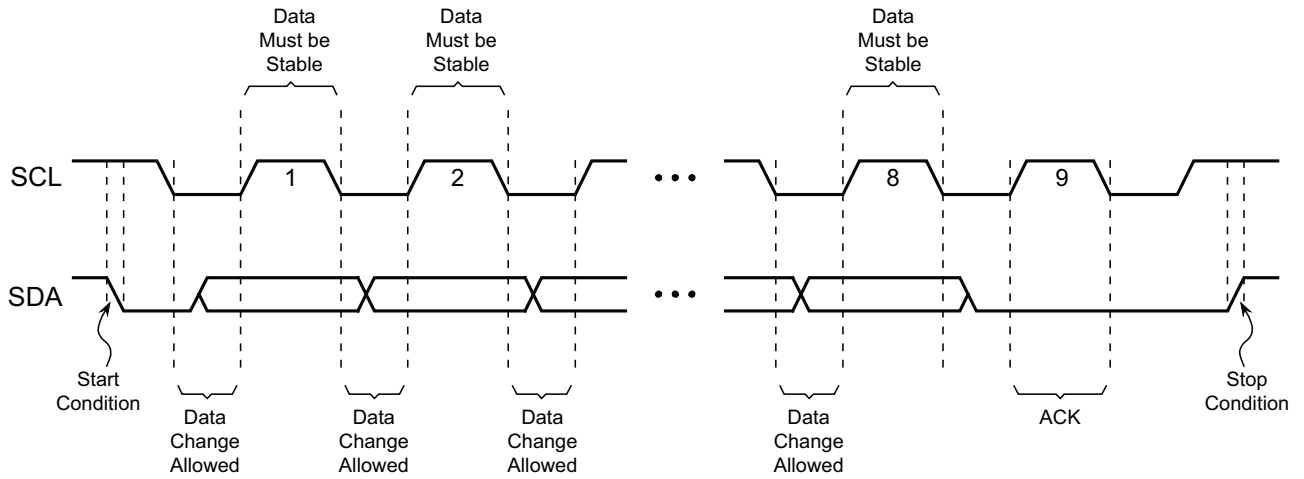 Data
Must be
Stable
Data
Must be
Stable
Data
Must be
Stable
SCL
1
2
8
9
SDA
Start
Condition
Data
Change
Allowed
Data
Change
Allowed
Data
Change
Allowed
Data
Change
Allowed
ACK
Stop
Condition